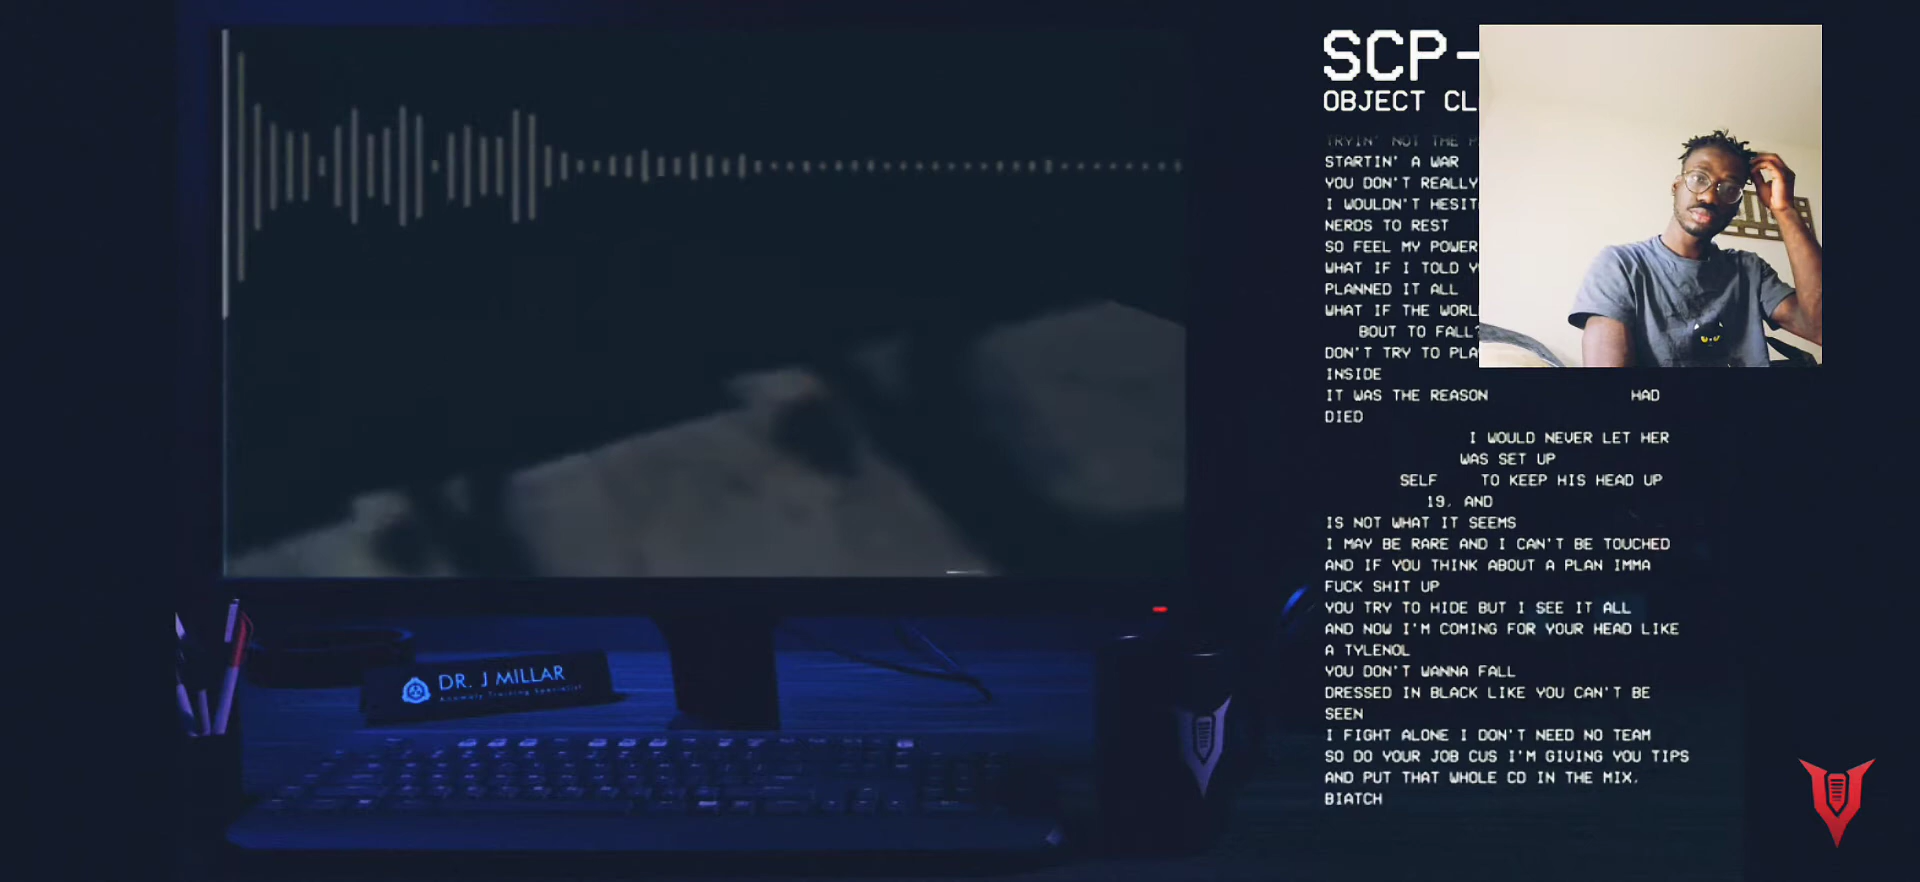 SCP-
OBJECT CL
TRYIN' NOT THE
STARTIN' A WAR
YOU DON'T REALLY
I WOULDN'T HESIT
NERDS TO REST
SO FEEL MY POWER
WHAT IF I TOLD Y
PLANNED IT ALL
WHAT IF THE WORL
BOUT TO FALL?
DON'T TRY TO PLA
INSIDE
IT WAS THE REASON HAD
DIED
I WOULD NEVER LET HER
WAS SET UP
SELF TO KEEP HIS HEAD UP
19, AND
IS NOT WHAT IT SEEMS
I MAY BE RARE AND I CAN'T BE TOUCHED
AND IF YOU THINK ABOUT A PLAN IMMA
FUCK SHIT UP
YOU TRY TO HIDE BUT I SEE IT ALL
AND NOW I'M COMING FOR YOUR HEAD LIKE
A TYLENOL
YOU DON'T WANNA FALL
DRESSED IN BLACK LIKE YOU CAN'T BE
SEEN
I FIGHT ALONE I DON'T NEED NO TEAM
SO DO YOUR JOB CUS I'M GIVING YOU TIPS
AND PUT THAT WHOLE CD IN THE MIX,
BIATCH
DR. J MILLAR
Anomaly Training Specialist